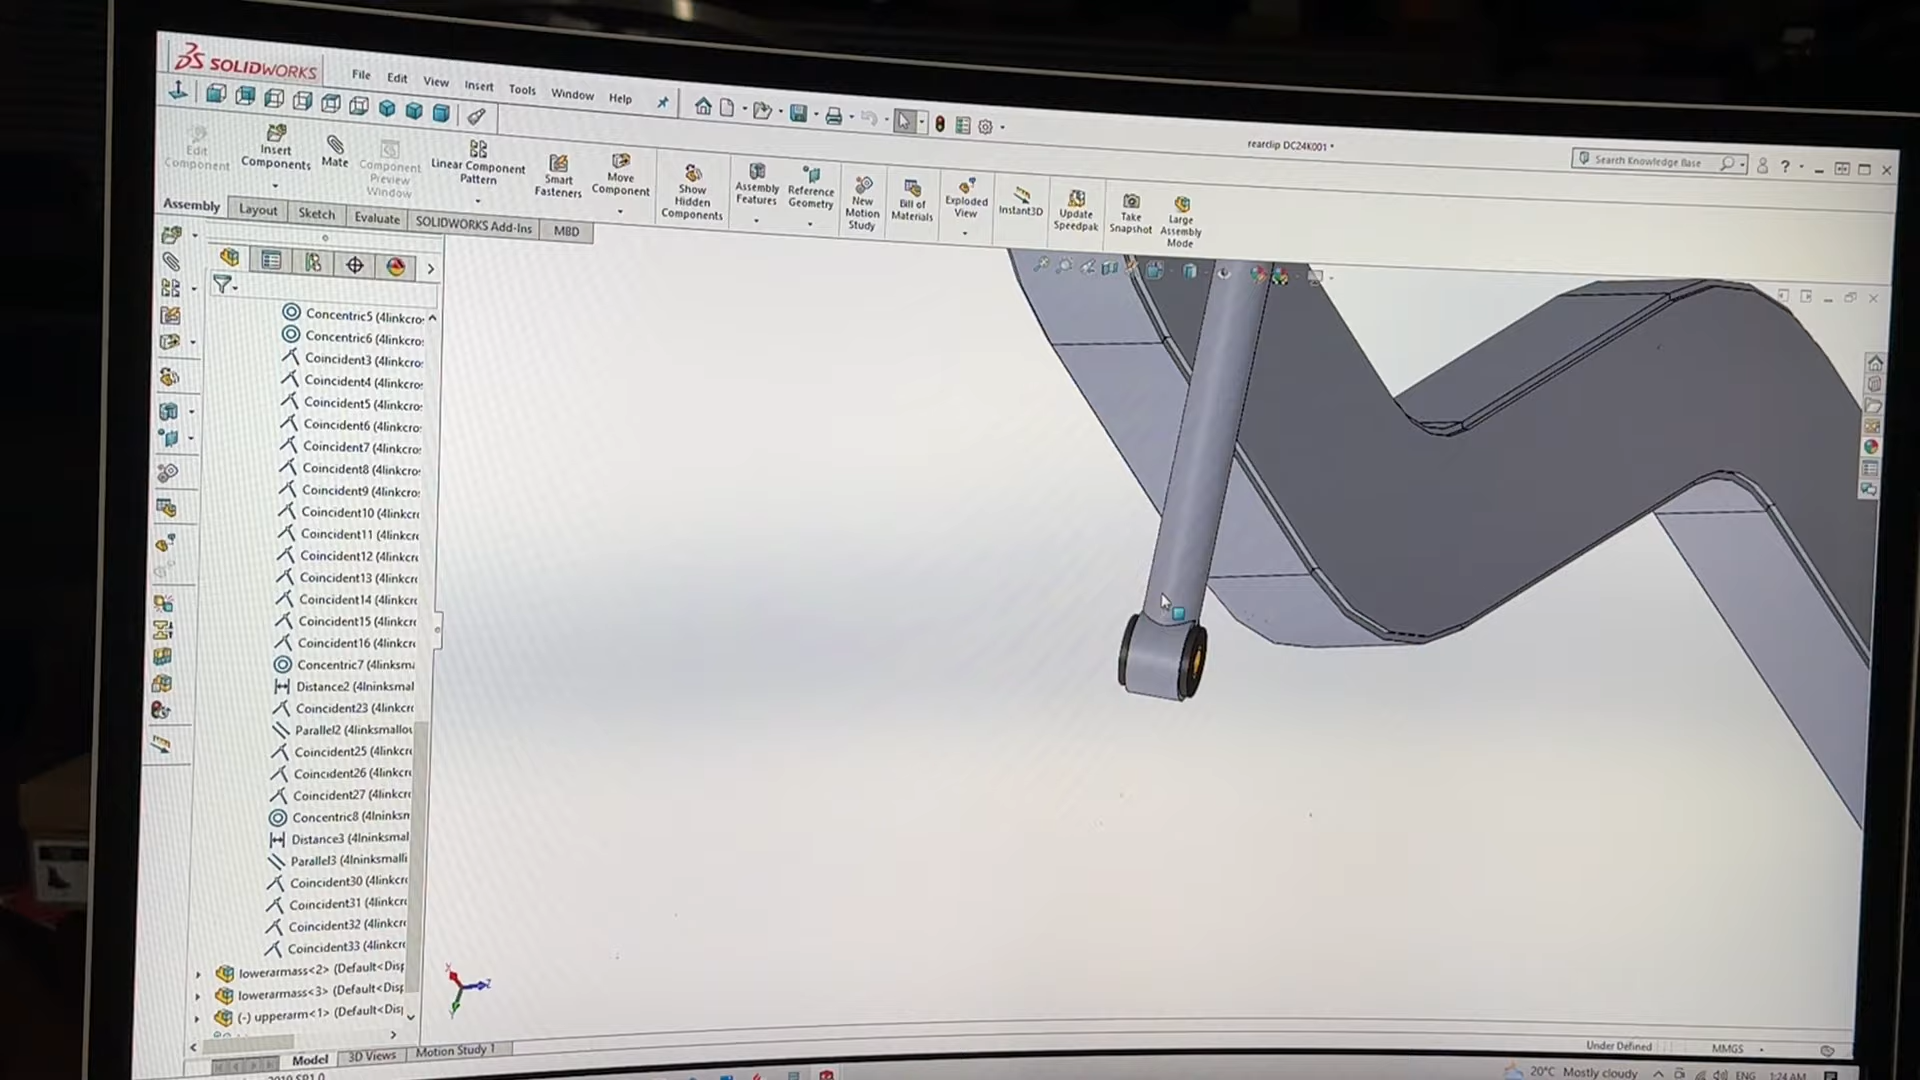 SOLIDWORKS
File Edit View Insert Tools Window Help
rearclip DC24K001 *
Search Knowledge Base
Edit Component
Insert Components
Mate
Component Preview Window
Linear Component Pattern
Smart Fasteners
Move Component
Show Hidden Components
Assembly Features
Reference Geometry
New Motion Study
Bill of Materials
Exploded View
Instant3D
Update Speedpak
Take Snapshot
Large Assembly Mode
Assembly Layout Sketch Evaluate SOLIDWORKS Add-Ins MBD
Concentric5 (4linkcro
Concentric6 (4linkcro
Coincident3 (4linkcro
Coincident4 (4linkcro
Coincident5 (4linkcro
Coincident6 (4linkcro
Coincident7 (4linkcro
Coincident8 (4linkcro
Coincident9 (4linkcro
Coincident10 (4linkcr
Coincident11 (4linkcr
Coincident12 (4linkcr
Coincident13 (4linkcr
Coincident14 (4linkcr
Coincident15 (4linkcr
Coincident16 (4linkcr
Concentric7 (4linksm
Distance2 (4lninksmal
Coincident23 (4linkcr
Parallel2 (4linksmallo
Coincident25 (4linkcr
Coincident26 (4linkcr
Coincident27 (4linkcr
Concentric8 (4lninksn
Distance3 (4lninksmal
Parallel3 (4lninksmalli
Coincident30 (4linkcr
Coincident31 (4linkcr
Coincident32 (4linkcr
Coincident33 (4linkcr
lowerarmass<2> (Default<Disp
lowerarmass<3> (Default<Disp
(-) upperarm<1> (Default<Disp
Model 3D Views Motion Study 1
Under Defined MMGS
20°C Mostly cloudy ENG 1:24 AM